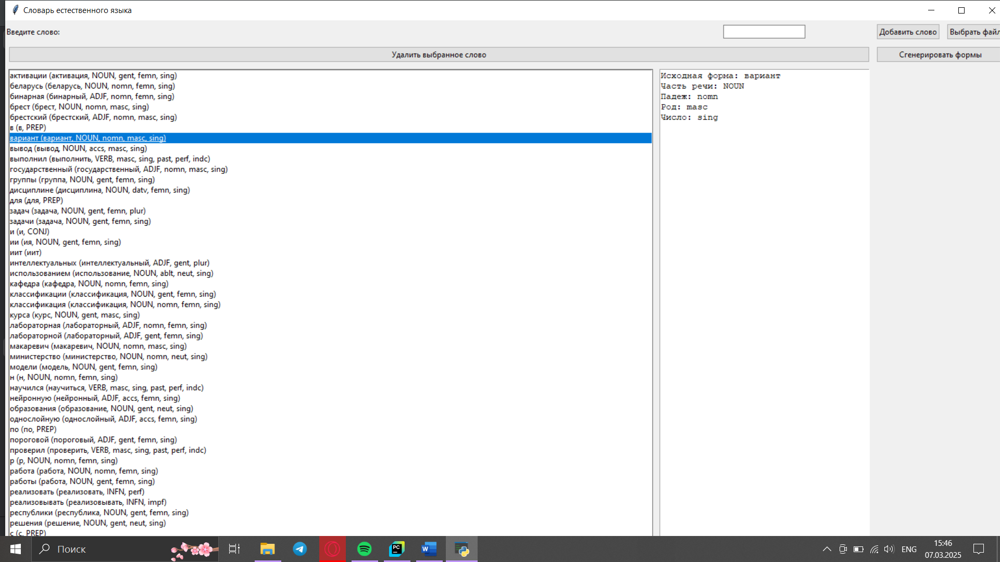 Словарь естественного языка
Введите слово:
Добавить слово
Выбрать файл
Удалить выбранное слово
Сгенерировать формы
активации (активация, NOUN, gent, femn, sing)
беларусь (беларусь, NOUN, nomn, femn, sing)
бинарная (бинарный, ADJF, nomn, femn, sing)
брест (брест, NOUN, nomn, masc, sing)
брестский (брестский, ADJF, nomn, masc, sing)
в (в, PREP)
вариант (вариант, NOUN, nomn, masc, sing)
вывод (вывод, NOUN, accs, masc, sing)
выполнил (выполнить, VERB, masc, sing, past, perf, indc)
государственный (государственный, ADJF, nomn, masc, sing)
группы (группа, NOUN, gent, femn, sing)
дисциплине (дисциплина, NOUN, datv, femn, sing)
для (для, PREP)
задач (задача, NOUN, gent, femn, plur)
задачи (задача, NOUN, gent, femn, sing)
и (и, CONJ)
ии (ия, NOUN, gent, femn, sing)
иит (иит)
интеллектуальных (интеллектуальный, ADJF, gent, plur)
использованием (использование, NOUN, ablt, neut, sing)
кафедра (кафедра, NOUN, nomn, femn, sing)
классификации (классификация, NOUN, gent, femn, sing)
классификация (классификация, NOUN, nomn, femn, sing)
курса (курс, NOUN, gent, masc, sing)
лабораторная (лабораторный, ADJF, nomn, femn, sing)
лабораторной (лабораторный, ADJF, gent, femn, sing)
макаревич (макаревич, NOUN, nomn, masc, sing)
министерство (министерство, NOUN, nomn, neut, sing)
модели (модель, NOUN, gent, femn, sing)
н (н, NOUN, nomn, femn, sing)
научился (научиться, VERB, masc, sing, past, perf, indc)
нейронную (нейронный, ADJF, accs, femn, sing)
образования (образование, NOUN, gent, neut, sing)
однослойную (однослойный, ADJF, accs, femn, sing)
по (по, PREP)
пороговой (пороговый, ADJF, gent, femn, sing)
проверил (проверить, VERB, masc, sing, past, perf, indc)
р (р, NOUN, nomn, femn, sing)
работа (работа, NOUN, nomn, femn, sing)
работы (работа, NOUN, gent, femn, sing)
реализовать (реализовать, INFN, perf)
реализовывать (реализовывать, INFN, impf)
республики (республика, NOUN, gent, femn, sing)
решения (решение, NOUN, gent, neut, sing)
с (с, PREP)
Исходная форма: вариант
Часть речи: NOUN
Падеж: nomn
Род: masc
Число: sing
Поиск
PC
W
ENG
15:46
07.03.2025